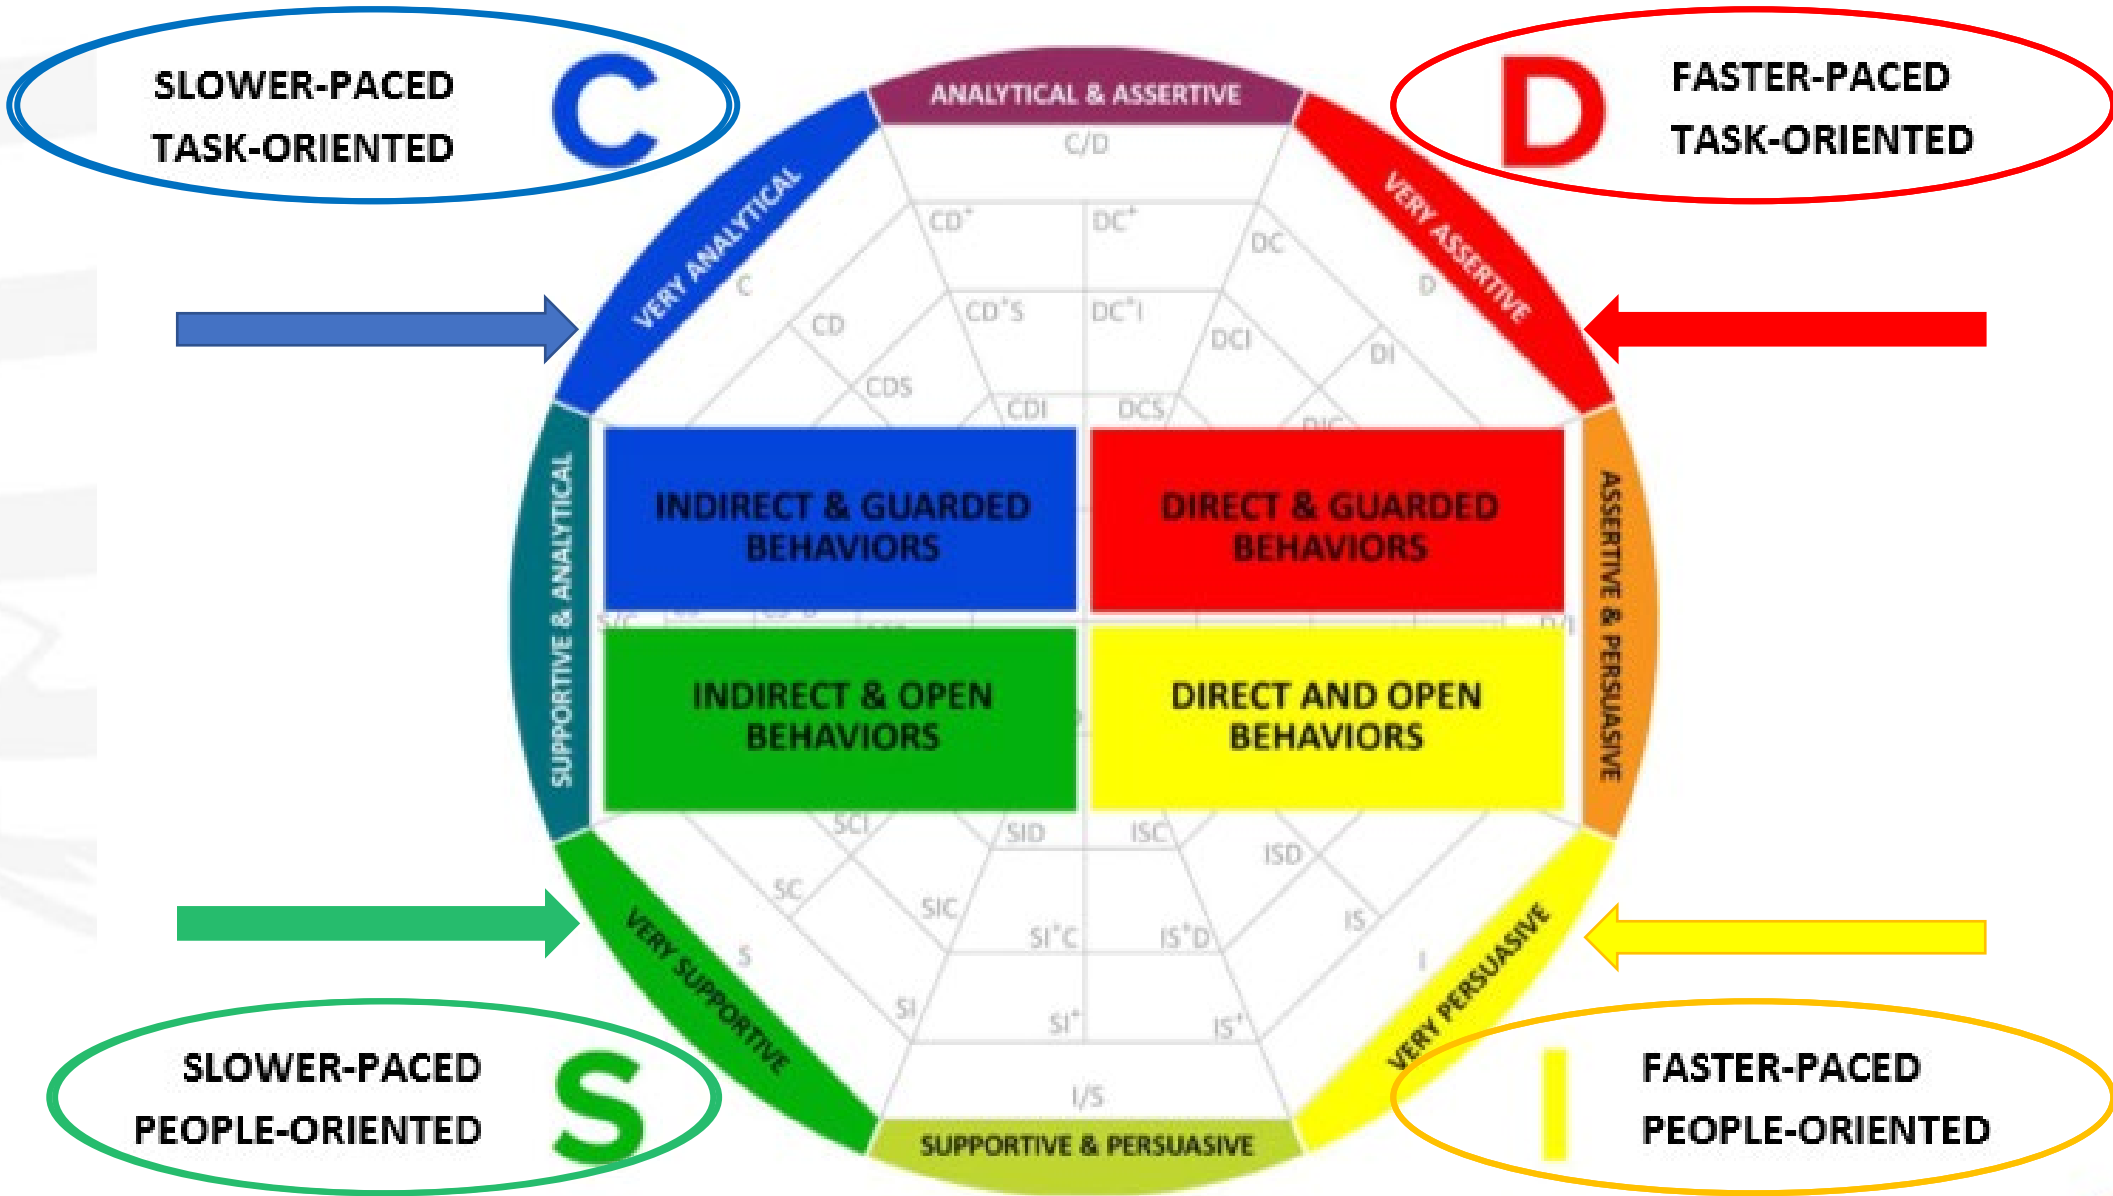 SLOWER-PACED
TASK-ORIENTED
C
ANALYTICAL & ASSERTIVE
D
FASTER-PACED
TASK-ORIENTED
C/D
VERY ANALYTICAL
VERY ASSERTIVE
CD+
DC+
DC
C
D
CD
CD+S
DC+I
DCI
DI
CDS
CDI
DCS
SUPPORTIVE & ANALYTICAL
INDIRECT & GUARDED
BEHAVIORS
DIRECT & GUARDED
BEHAVIORS
ASSERTIVE & PERSUASIVE
INDIRECT & OPEN
BEHAVIORS
DIRECT AND OPEN
BEHAVIORS
SCI
SID
ISC
ISD
SC
SIC
SI+C
IS+D
IS
S
I
VERY SUPPORTIVE
VERY PERSUASIVE
SI
SI+
IS+
I/S
SLOWER-PACED
PEOPLE-ORIENTED
S
SUPPORTIVE & PERSUASIVE
I
FASTER-PACED
PEOPLE-ORIENTED